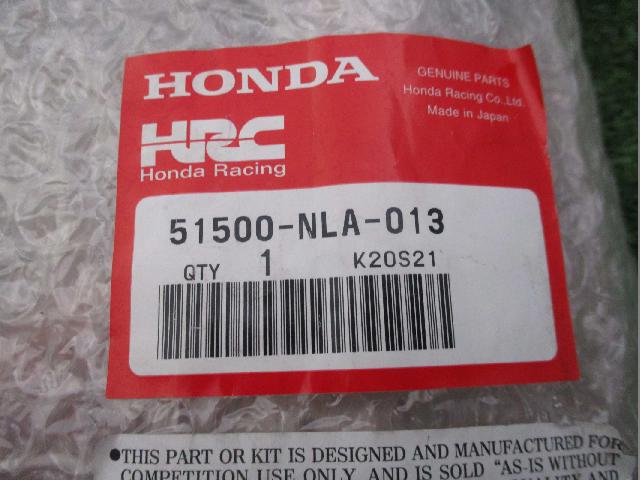 HONDA
GENUINE PARTS
Honda Racing Co., Ltd.
Made in Japan
HRC
Honda Racing
51500-NLA-013
QTY 1 K20S21
●THIS PART OR KIT IS DESIGNED AND MANUFACTURED FOR
COMPETITION USE ONLY AND IS SOLD "AS-IS WITHOUT